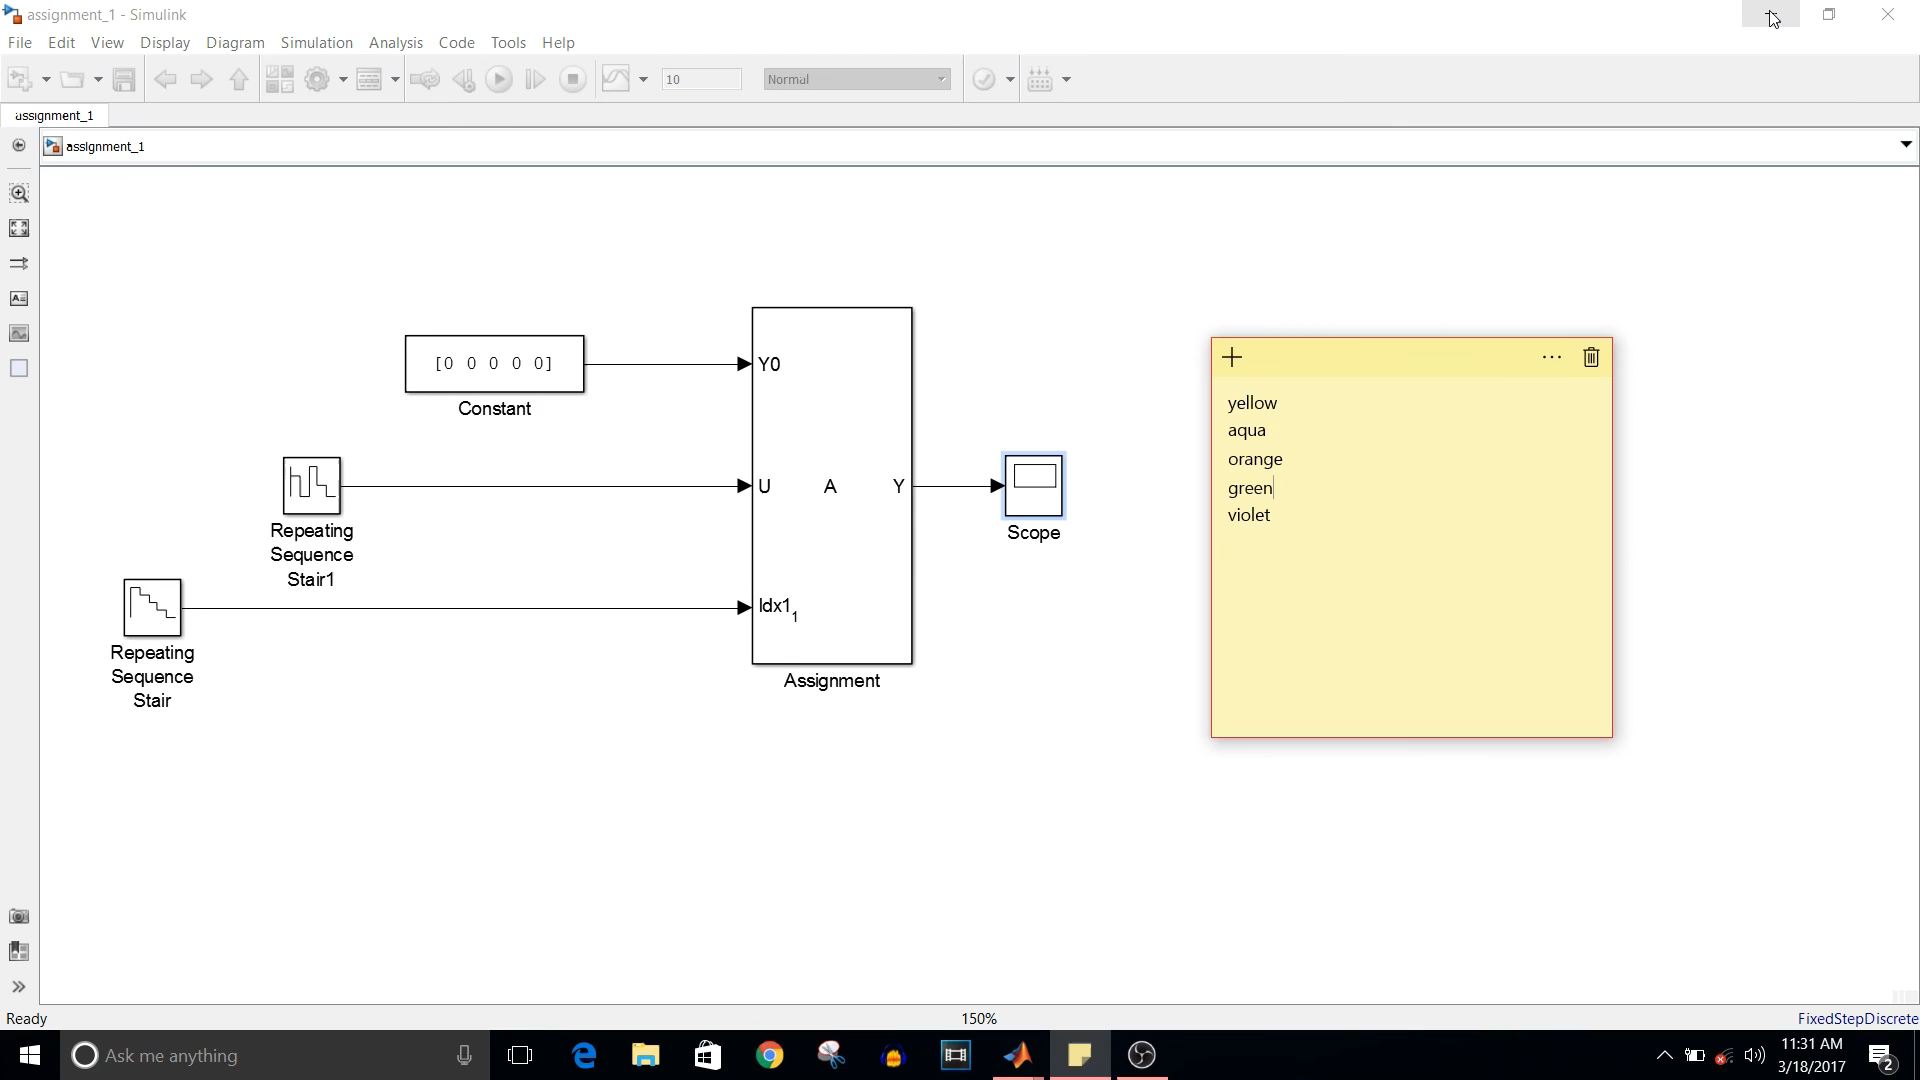 assignment_1 - Simulink
File Edit View Display Diagram Simulation Analysis Code Tools Help
10 Normal
assignment_1
assignment_1
[0 0 0 0 0]
Constant
Y0
Repeating
Sequence
Stair1
U A Y
Scope
Repeating
Sequence
Stair
Idx1 1
Assignment
yellow
aqua
orange
green
violet
Ready 150% FixedStepDiscrete
Ask me anything
11:31 AM
3/18/2017
2